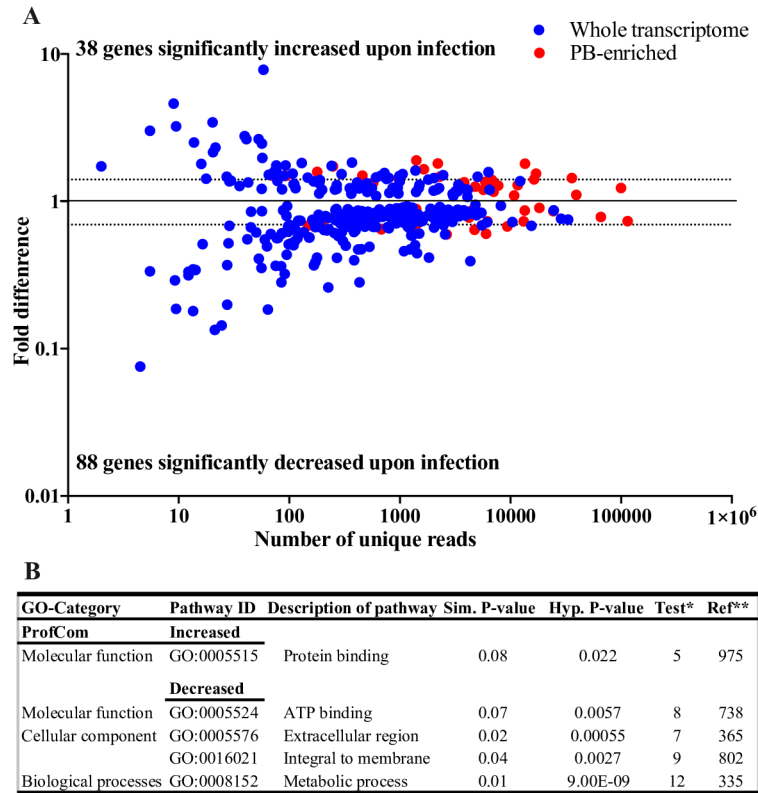 A
38 genes significantly increased upon infection
Whole transcriptome
PB-enriched
10
1
0.1
0.01
Fold diffenrence
88 genes significantly decreased upon infection
1 10 100 1000 10000 100000 1×10⁶
Number of unique reads
B
GO-Category Pathway ID Description of pathway Sim. P-value Hyp. P-value Test* Ref**
ProfCom Increased
Molecular function GO:0005515 Protein binding 0.08 0.022 5 975
Decreased
Molecular function GO:0005524 ATP binding 0.07 0.0057 8 738
Cellular component GO:0005576 Extracellular region 0.02 0.00055 7 365
GO:0016021 Integral to membrane 0.04 0.0027 9 802
Biological processes GO:0008152 Metabolic process 0.01 9.00E-09 12 335